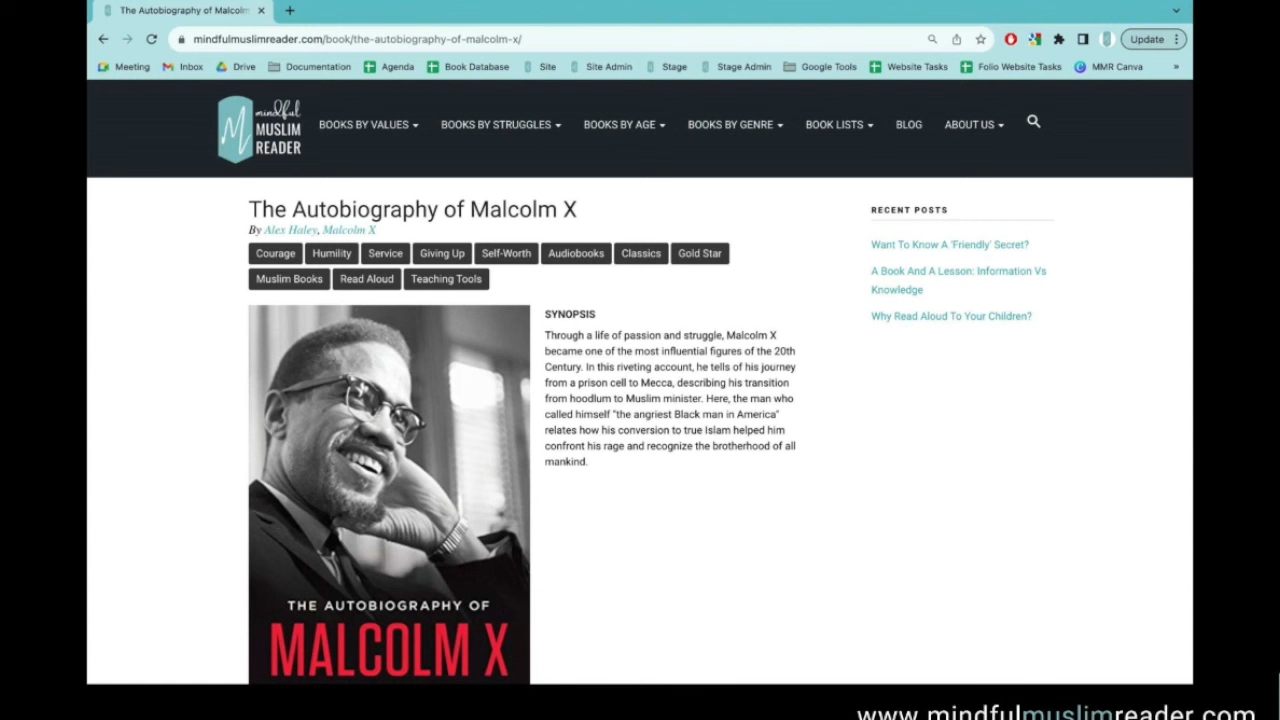 The Autobiography of Malcolm
mindfulmuslimreader.com/book/the-autobiography-of-malcolm-x/
Update
Meeting Inbox Drive Documentation Agenda Book Database Site Site Admin Stage Stage Admin Google Tools Website Tasks Folio Website Tasks MMR Canva »
mindful
MUSLIM
READER
BOOKS BY VALUES BOOKS BY STRUGGLES BOOKS BY AGE BOOKS BY GENRE BOOK LISTS BLOG ABOUT US
The Autobiography of Malcolm X
By Alex Haley, Malcolm X
Courage Humility Service Giving Up Self-Worth Audiobooks Classics Gold Star
Muslim Books Read Aloud Teaching Tools
SYNOPSIS
Through a life of passion and struggle, Malcolm X
became one of the most influential figures of the 20th
Century. In this riveting account, he tells of his journey
from a prison cell to Mecca, describing his transition
from hoodlum to Muslim minister. Here, the man who
called himself "the angriest Black man in America"
relates how his conversion to true Islam helped him
confront his rage and recognize the brotherhood of all
mankind.
THE AUTOBIOGRAPHY OF
MALCOLM X
RECENT POSTS
Want To Know A 'Friendly' Secret?
A Book And A Lesson: Information Vs
Knowledge
Why Read Aloud To Your Children?
www.mindfulmuslimreader.com